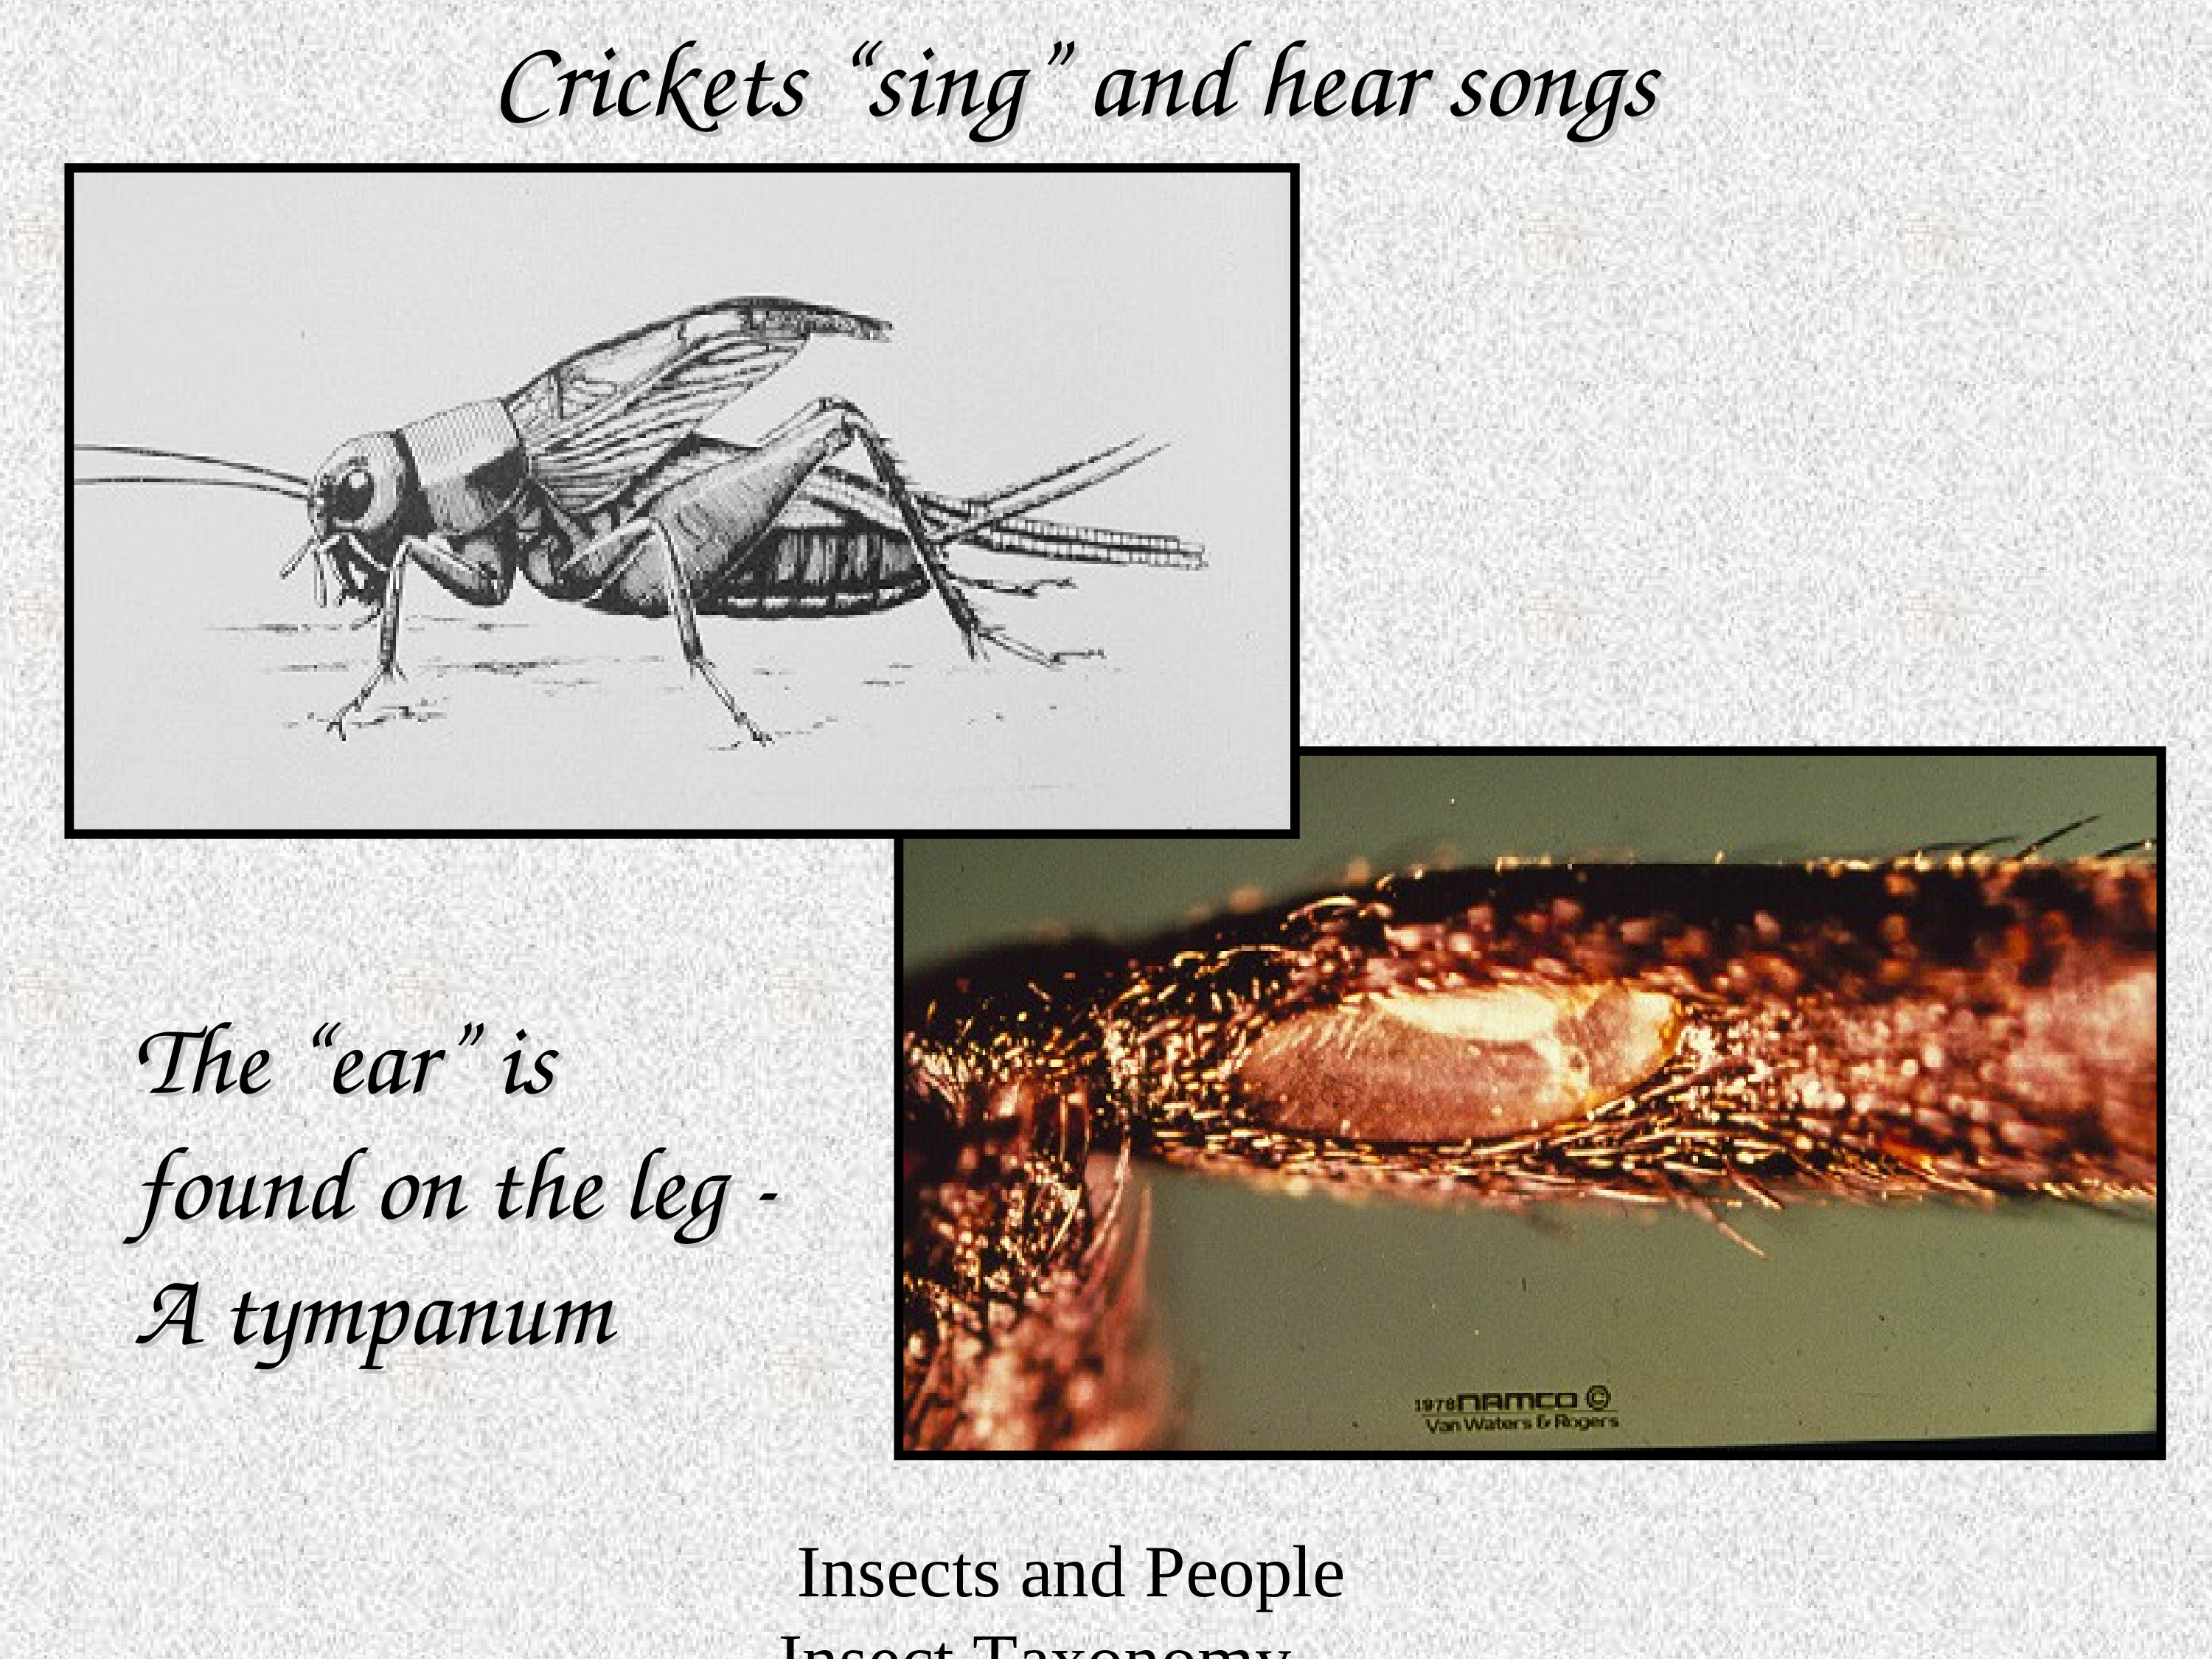 Crickets “sing” and hear songs
The “ear” is
found on the leg -
A tympanum
1978 NAMCO ©
Van Waters & Rogers
Insects and People
Insect Taxonomy